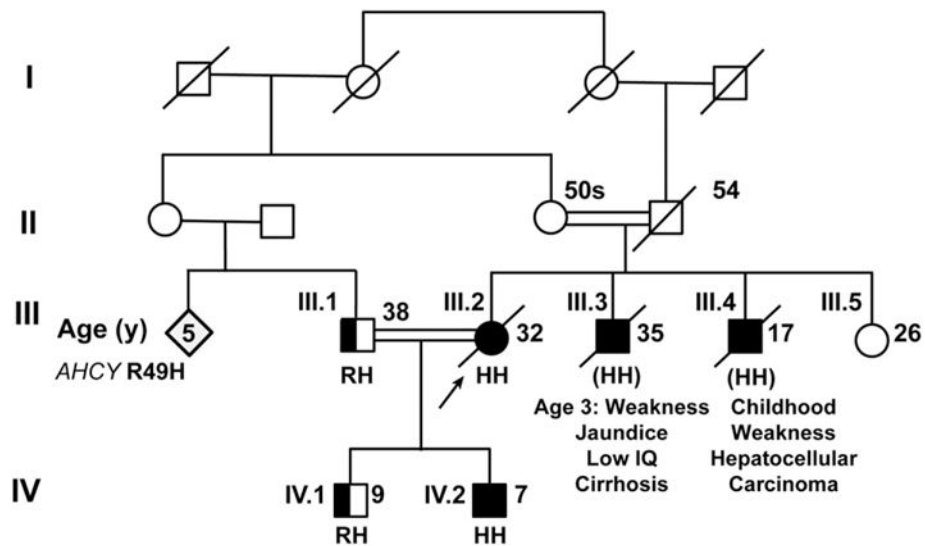 I
II
50s
54
III
Age (y)
5
AHCY R49H
III.1
38
RH
III.2
32
HH
III.3
35
(HH)
Age 3: Weakness
Jaundice
Low IQ
Cirrhosis
III.4
17
(HH)
Childhood
Weakness
Hepatocellular
Carcinoma
III.5
26
IV
IV.1
9
RH
IV.2
7
HH